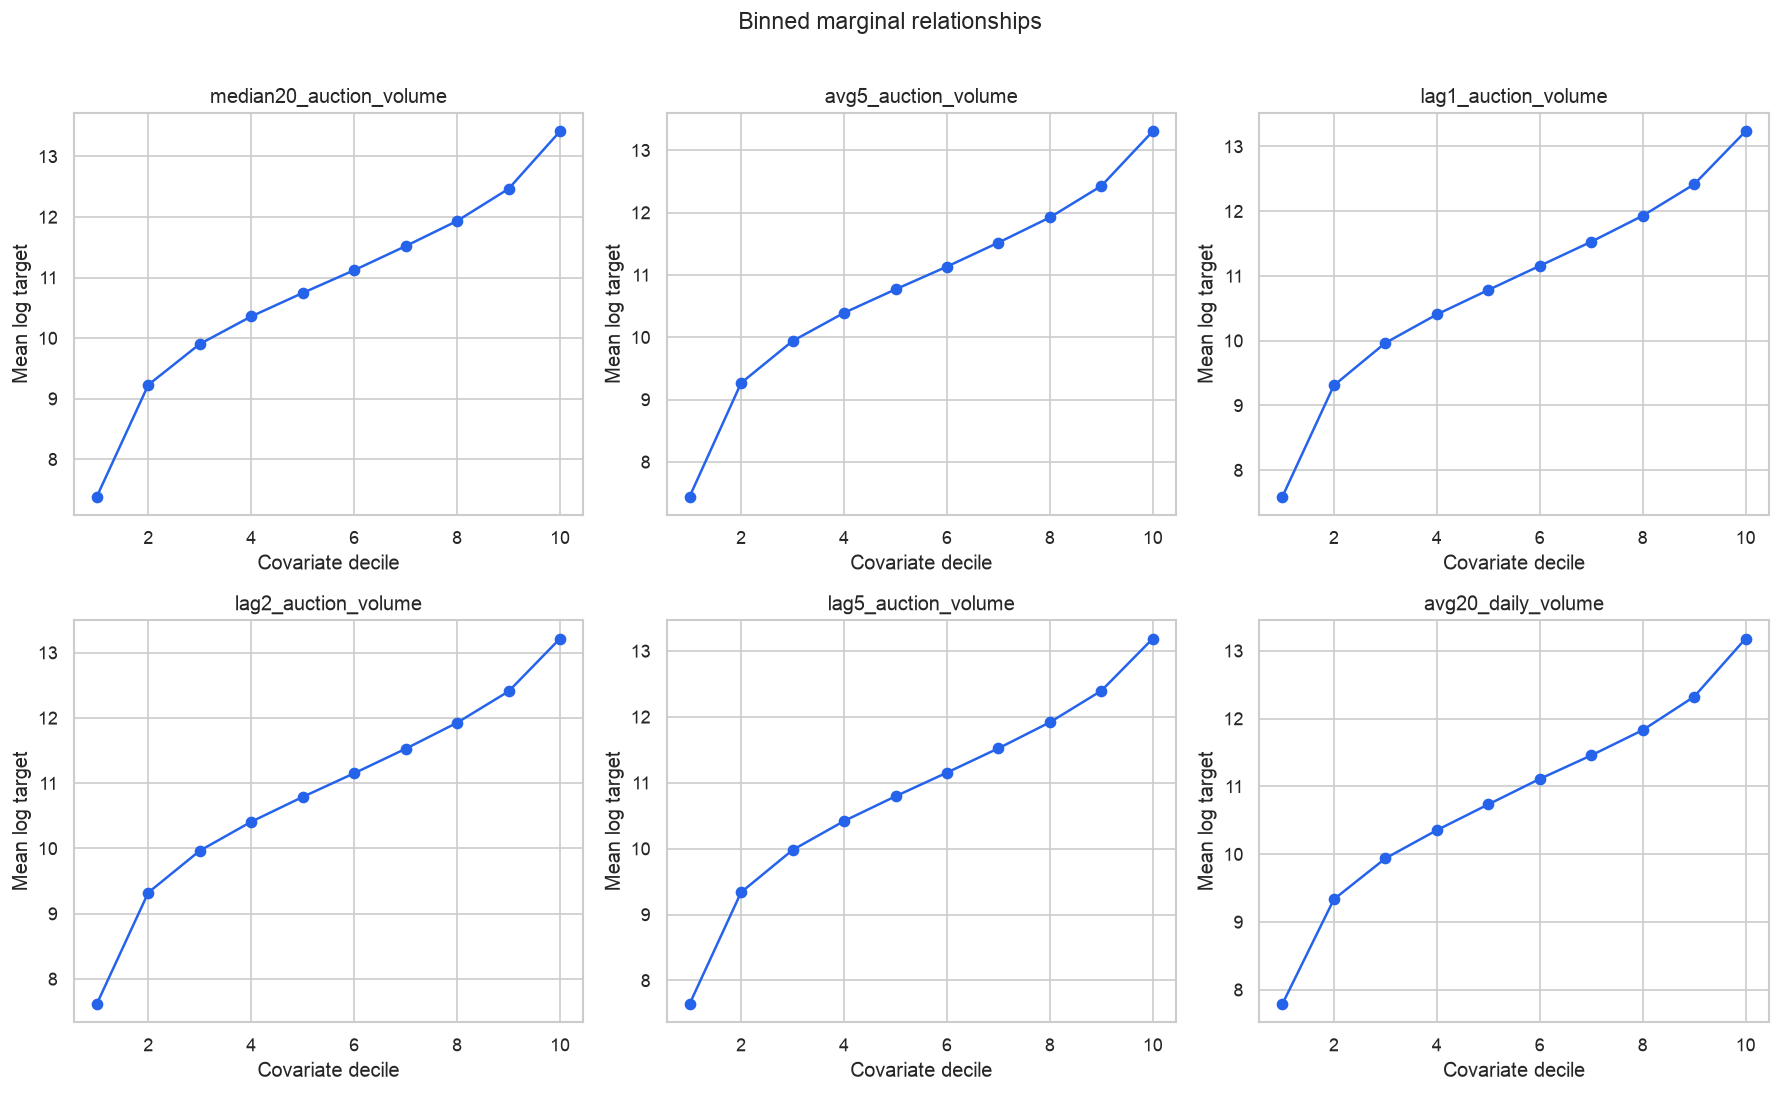 Binned marginal relationships
median20_auction_volume
Mean log target
13
12
11
10
9
8
2 4 6 8 10
Covariate decile
avg5_auction_volume
Mean log target
13
12
11
10
9
8
2 4 6 8 10
Covariate decile
lag1_auction_volume
Mean log target
13
12
11
10
9
8
2 4 6 8 10
Covariate decile
lag2_auction_volume
Mean log target
13
12
11
10
9
8
2 4 6 8 10
Covariate decile
lag5_auction_volume
Mean log target
13
12
11
10
9
8
2 4 6 8 10
Covariate decile
avg20_daily_volume
Mean log target
13
12
11
10
9
8
2 4 6 8 10
Covariate decile